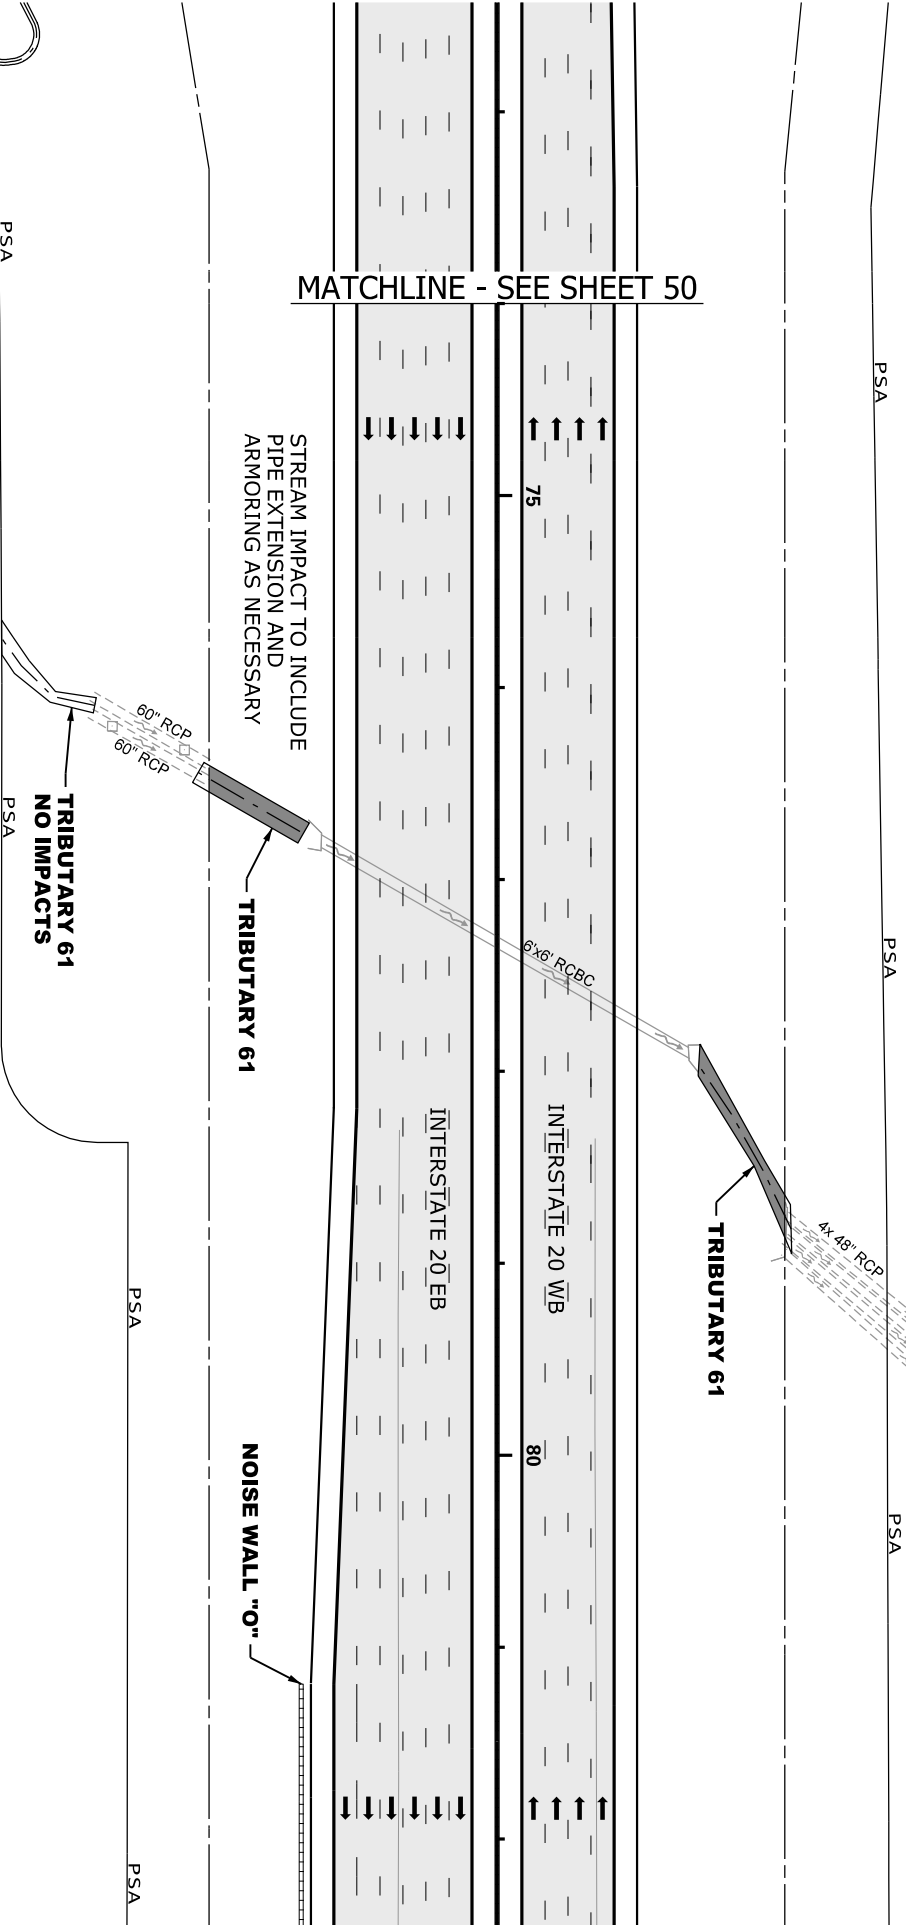 PSA
MATCHLINE - SEE SHEET 50
PSA
STREAM IMPACT TO INCLUDE
PIPE EXTENSION AND
ARMORING AS NECESSARY
75
60" RCP
60" RCP
PSA
TRIBUTARY 61
NO IMPACTS
TRIBUTARY 61
6'x6' RCBC
PSA
INTERSTATE 20 EB
INTERSTATE 20 WB
TRIBUTARY 61
4x 48" RCP
PSA
80
NOISE WALL "O"
PSA
PSA